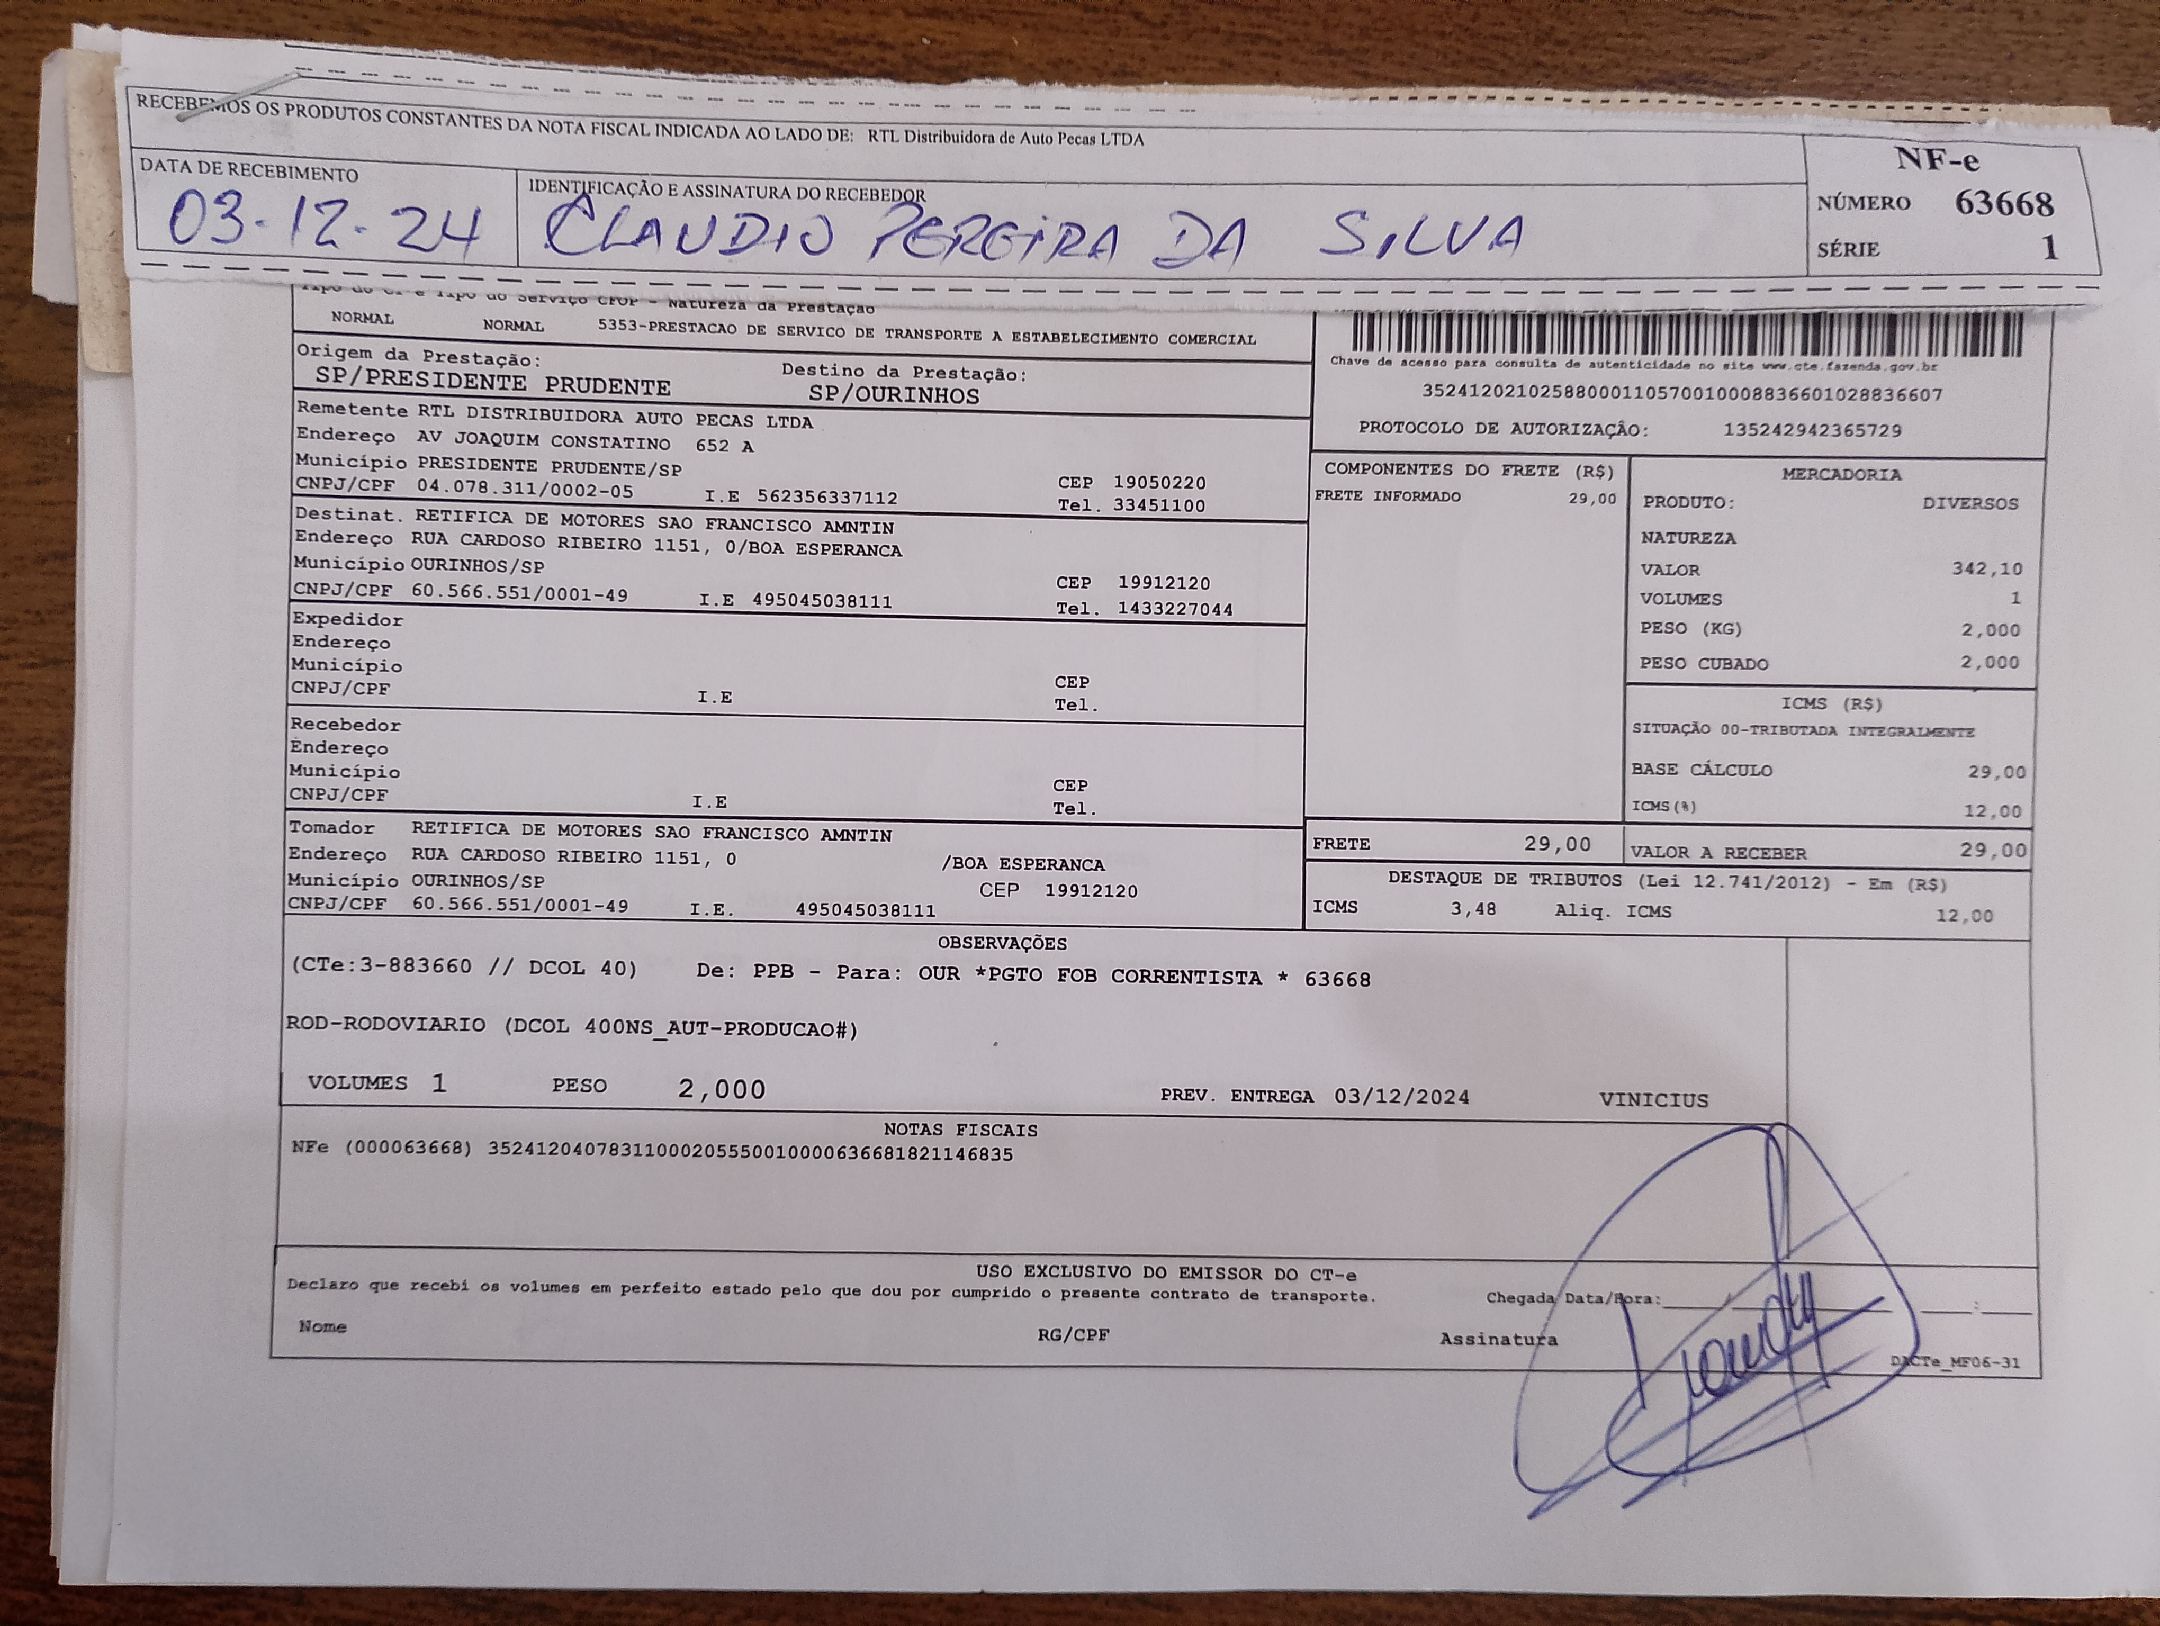 RECEBEMOS OS PRODUTOS CONSTANTES DA NOTA FISCAL INDICADA AO LADO DE: RTL Distribuidora de Auto Pecas LTDA
NF-e
NÚMERO 63668
SÉRIE 1
DATA DE RECEBIMENTO
03-12-24
IDENTIFICAÇÃO E ASSINATURA DO RECEBEDOR
CLAUDIO PEREIRA DA SILVA
Tipo do CT-e Tipo do Serviço CFOP - Natureza da Prestação
NORMAL NORMAL 5353-PRESTACAO DE SERVICO DE TRANSPORTE A ESTABELECIMENTO COMERCIAL
Origem da Prestação: Destino da Prestação:
SP/PRESIDENTE PRUDENTE SP/OURINHOS
Chave de acesso para consulta de autenticidade no site www.cte.fazenda.gov.br
35241202102588000110570010008836601028836607
PROTOCOLO DE AUTORIZAÇÃO: 135242942365729
Remetente RTL DISTRIBUIDORA AUTO PECAS LTDA
Endereço AV JOAQUIM CONSTATINO 652 A
Município PRESIDENTE PRUDENTE/SP CEP 19050220
CNPJ/CPF 04.078.311/0002-05 I.E 562356337112 Tel. 33451100
Destinat. RETIFICA DE MOTORES SAO FRANCISCO AMNTIN
Endereço RUA CARDOSO RIBEIRO 1151, 0/BOA ESPERANCA
Município OURINHOS/SP CEP 19912120
CNPJ/CPF 60.566.551/0001-49 I.E 495045038111 Tel. 1433227044
Expedidor
Endereço
Município CEP
CNPJ/CPF I.E Tel.
Recebedor
Endereço
Município CEP
CNPJ/CPF I.E Tel.
Tomador RETIFICA DE MOTORES SAO FRANCISCO AMNTIN
Endereço RUA CARDOSO RIBEIRO 1151, 0 /BOA ESPERANCA
Município OURINHOS/SP CEP 19912120
CNPJ/CPF 60.566.551/0001-49 I.E. 495045038111
COMPONENTES DO FRETE (R$)
FRETE INFORMADO 29,00
MERCADORIA
PRODUTO: DIVERSOS
NATUREZA
VALOR 342,10
VOLUMES 1
PESO (KG) 2,000
PESO CUBADO 2,000
ICMS (R$)
SITUAÇÃO 00-TRIBUTADA INTEGRALMENTE
BASE CÁLCULO 29,00
ICMS(%) 12,00
FRETE 29,00 VALOR A RECEBER 29,00
DESTAQUE DE TRIBUTOS (Lei 12.741/2012) - Em (R$)
ICMS 3,48 Aliq. ICMS 12,00
OBSERVAÇÕES
(CTe:3-883660 // DCOL 40) De: PPB - Para: OUR *PGTO FOB CORRENTISTA * 63668
ROD-RODOVIARIO (DCOL 400NS_AUT-PRODUCAO#)
VOLUMES 1 PESO 2,000 PREV. ENTREGA 03/12/2024 VINICIUS
NOTAS FISCAIS
NFe (000063668) 35241204078311000205550010000636681821146835
USO EXCLUSIVO DO EMISSOR DO CT-e
Declaro que recebi os volumes em perfeito estado pelo que dou por cumprido o presente contrato de transporte. Chegada Data/Hora:____/____ ___:___
Nome RG/CPF Assinatura
DACTe_MF06-31